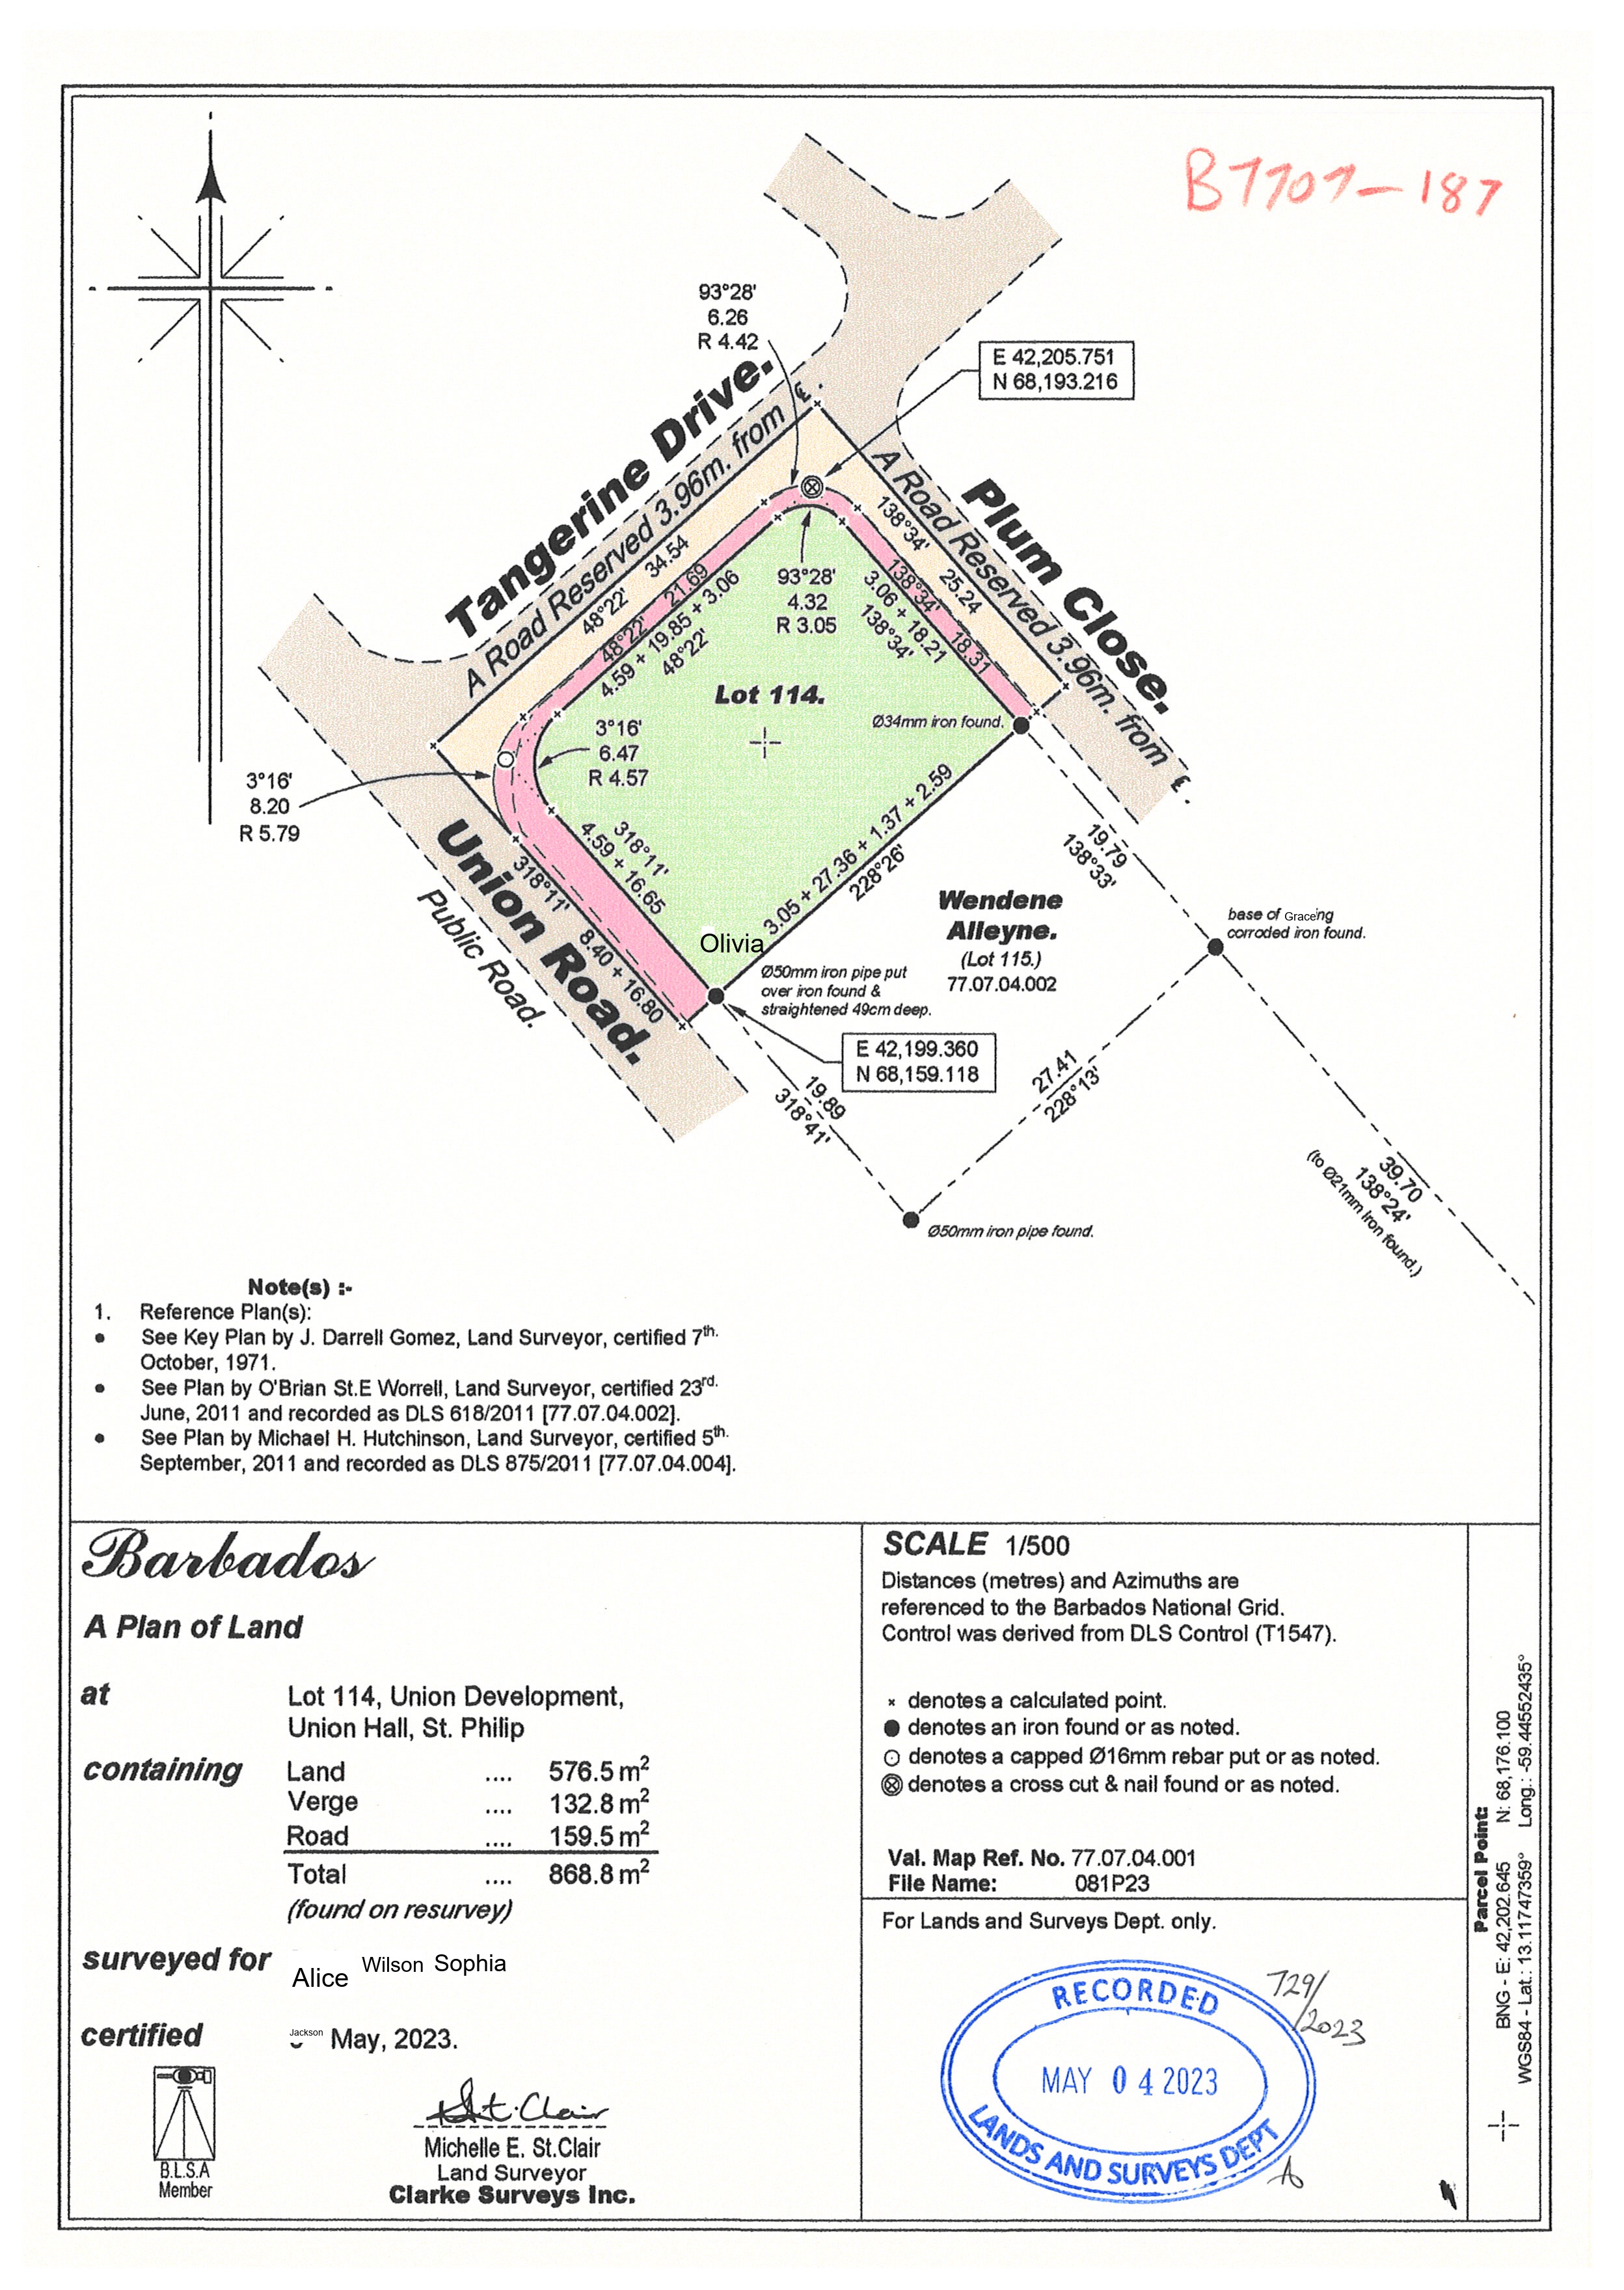 B7707-187
93°28'
6.26
R 4.42
E 42,205.751
N 68,193.216
Tangerine Drive.
A Road Reserved 3.96m. from ℄.
48°22' 34.54
48°22' 21.69
4.59 + 19.85 + 3.06
48°22'
93°28'
4.32
R 3.05
Plum Close.
A Road Reserved 3.96m. from ℄.
138°34' 25.24
138°34' 18.31
3.06 + 18.21
138°34'
Lot 114.
Ø34mm iron found.
3°16'
6.47
R 4.57
3°16'
8.20
R 5.79
318°11'
4.59 + 16.65
318°11' 8.40 + 16.80
Union Road.
Public Road.
3.05 + 27.36 + 1.37 + 2.59
228°26'
Olivia
Ø50mm iron pipe put
over iron found &
straightened 49cm deep.
Wendene
Alleyne.
(Lot 115.)
77.07.04.002
19.79
138°33'
base of Grace'ng
corroded iron found.
E 42,199.360
N 68,159.118
19.89
318°41'
27.41
228°13'
Ø50mm iron pipe found.
39.70
138°24'
(to Ø21mm Iron found.)
Note(s) :-
1. Reference Plan(s):
• See Key Plan by J. Darrell Gomez, Land Surveyor, certified 7th.
October, 1971.
• See Plan by O'Brian St.E Worrell, Land Surveyor, certified 23rd.
June, 2011 and recorded as DLS 618/2011 [77.07.04.002].
• See Plan by Michael H. Hutchinson, Land Surveyor, certified 5th.
September, 2011 and recorded as DLS 875/2011 [77.07.04.004].
Barbados
A Plan of Land
at Lot 114, Union Development,
Union Hall, St. Philip
containing Land .... 576.5 m²
Verge .... 132.8 m²
Road .... 159.5 m²
Total .... 868.8 m²
(found on resurvey)
surveyed for Alice Wilson Sophia
certified Jackson May, 2023.
B.L.S.A
Member
St.Clair
Michelle E. St.Clair
Land Surveyor
Clarke Surveys Inc.
SCALE 1/500
Distances (metres) and Azimuths are
referenced to the Barbados National Grid.
Control was derived from DLS Control (T1547).
× denotes a calculated point.
● denotes an iron found or as noted.
○ denotes a capped Ø16mm rebar put or as noted.
⊗ denotes a cross cut & nail found or as noted.
Val. Map Ref. No. 77.07.04.001
File Name: 081P23
For Lands and Surveys Dept. only.
RECORDED
MAY 04 2023
LANDS AND SURVEYS DEPT
729/2023
Parcel Point:
BNG - E: 42,202.645 N: 68,176.100
WGS84 - Lat.: 13.11747359° Long.: -59.44552435°